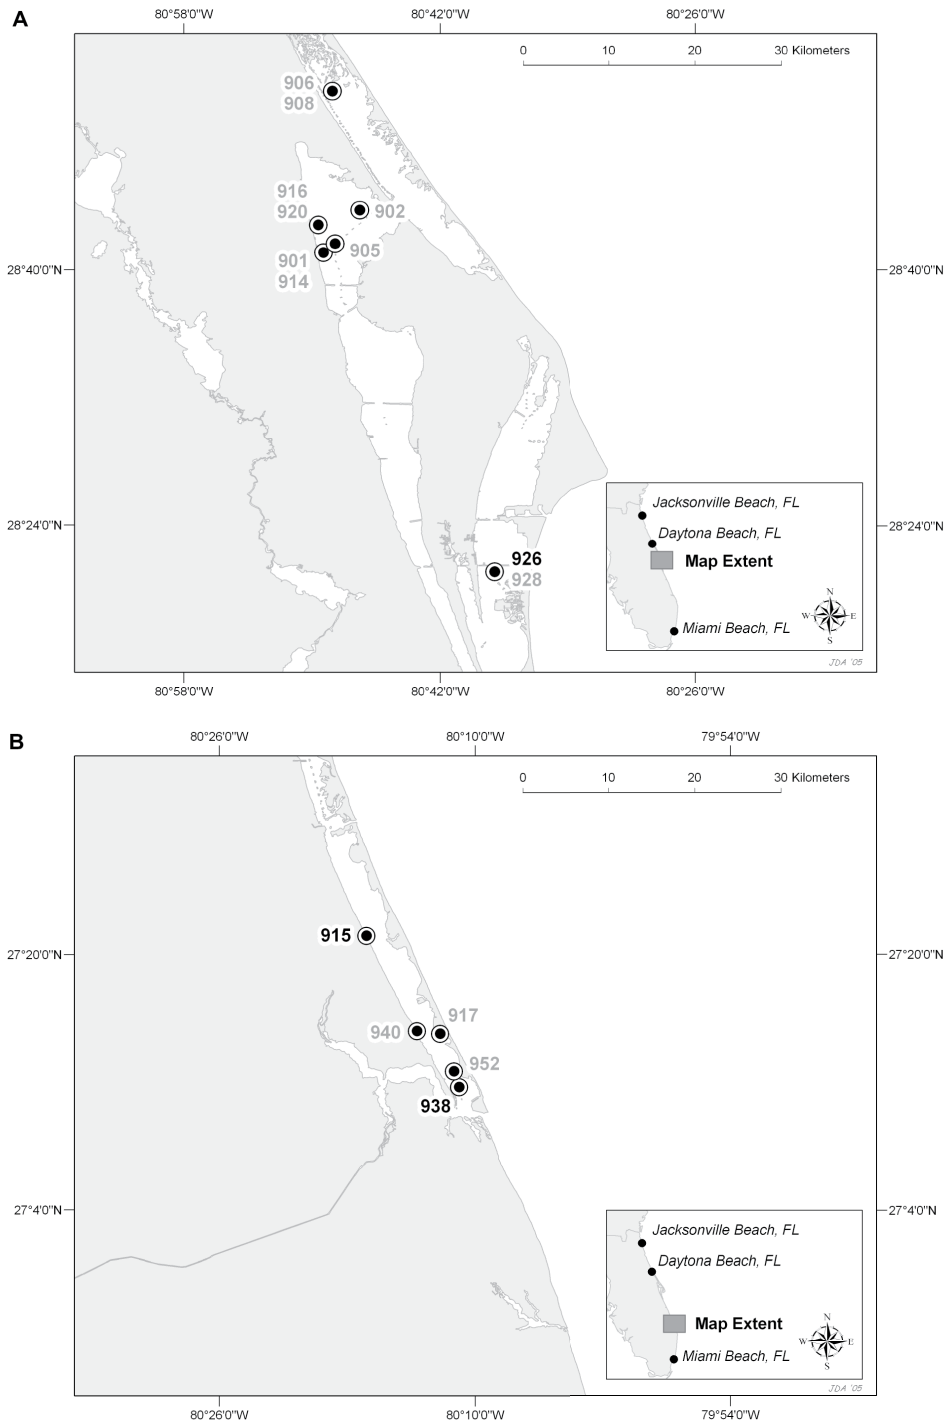 A
80°58'0"W
80°42'0"W
80°26'0"W
0 10 20 30 Kilometers
906
908
916
920
902
905
901
914
28°40'0"N
28°40'0"N
28°24'0"N
28°24'0"N
926
928
Jacksonville Beach, FL
Daytona Beach, FL
Map Extent
N
W E
S
Miami Beach, FL
JDA '05
80°58'0"W
80°42'0"W
80°26'0"W
B
80°26'0"W
80°10'0"W
79°54'0"W
0 10 20 30 Kilometers
915
27°20'0"N
27°20'0"N
917
940
952
938
27°4'0"N
27°4'0"N
Jacksonville Beach, FL
Daytona Beach, FL
Map Extent
N
W E
S
Miami Beach, FL
JDA '05
80°26'0"W
80°10'0"W
79°54'0"W